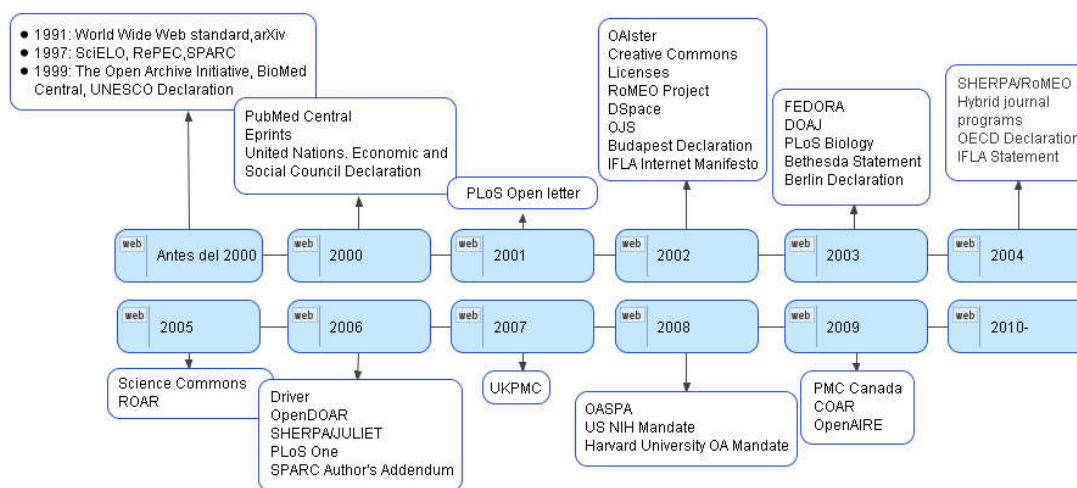 1991: World Wide Web standard,arXiv
1997: SciELO, RePEC,SPARC
1999: The Open Archive Initiative, BioMed
Central, UNESCO Declaration
PubMed Central
Eprints
United Nations. Economic and
Social Council Declaration
PLoS Open letter
OAIster
Creative Commons
Licenses
RoMEO Project
DSpace
OJS
Budapest Declaration
IFLA Internet Manifesto
FEDORA
DOAJ
PLoS Biology
Bethesda Statement
Berlin Declaration
SHERPA/RoMEO
Hybrid journal
programs
OECD Declaration
IFLA Statement
web Antes del 2000
web 2000
web 2001
web 2002
web 2003
web 2004
web 2005
web 2006
web 2007
web 2008
web 2009
web 2010-
Science Commons
ROAR
Driver
OpenDOAR
SHERPA/JULIET
PLoS One
SPARC Author's Addendum
UKPMC
OASPA
US NIH Mandate
Harvard University OA Mandate
PMC Canada
COAR
OpenAIRE